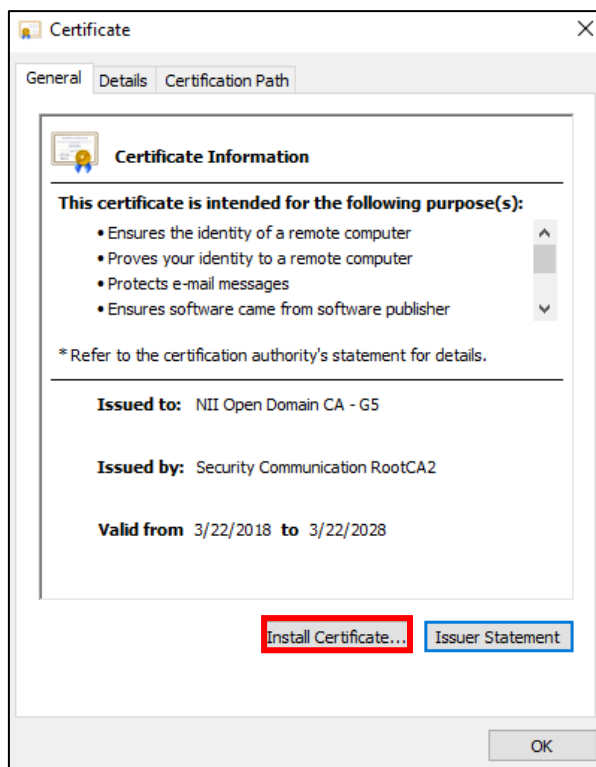 Certificate
General Details Certification Path
Certificate Information
This certificate is intended for the following purpose(s):
• Ensures the identity of a remote computer
• Proves your identity to a remote computer
• Protects e-mail messages
• Ensures software came from software publisher
* Refer to the certification authority's statement for details.
Issued to: NII Open Domain CA - G5
Issued by: Security Communication RootCA2
Valid from 3/22/2018 to 3/22/2028
Install Certificate... Issuer Statement
OK